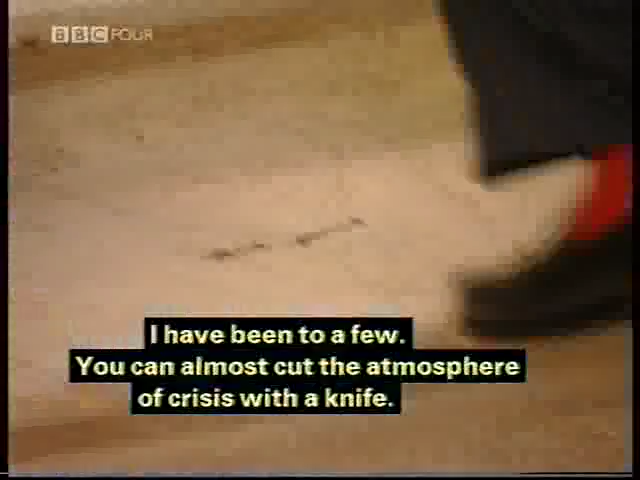 BBC FOUR
I have been to a few.
You can almost cut the atmosphere
of crisis with a knife.